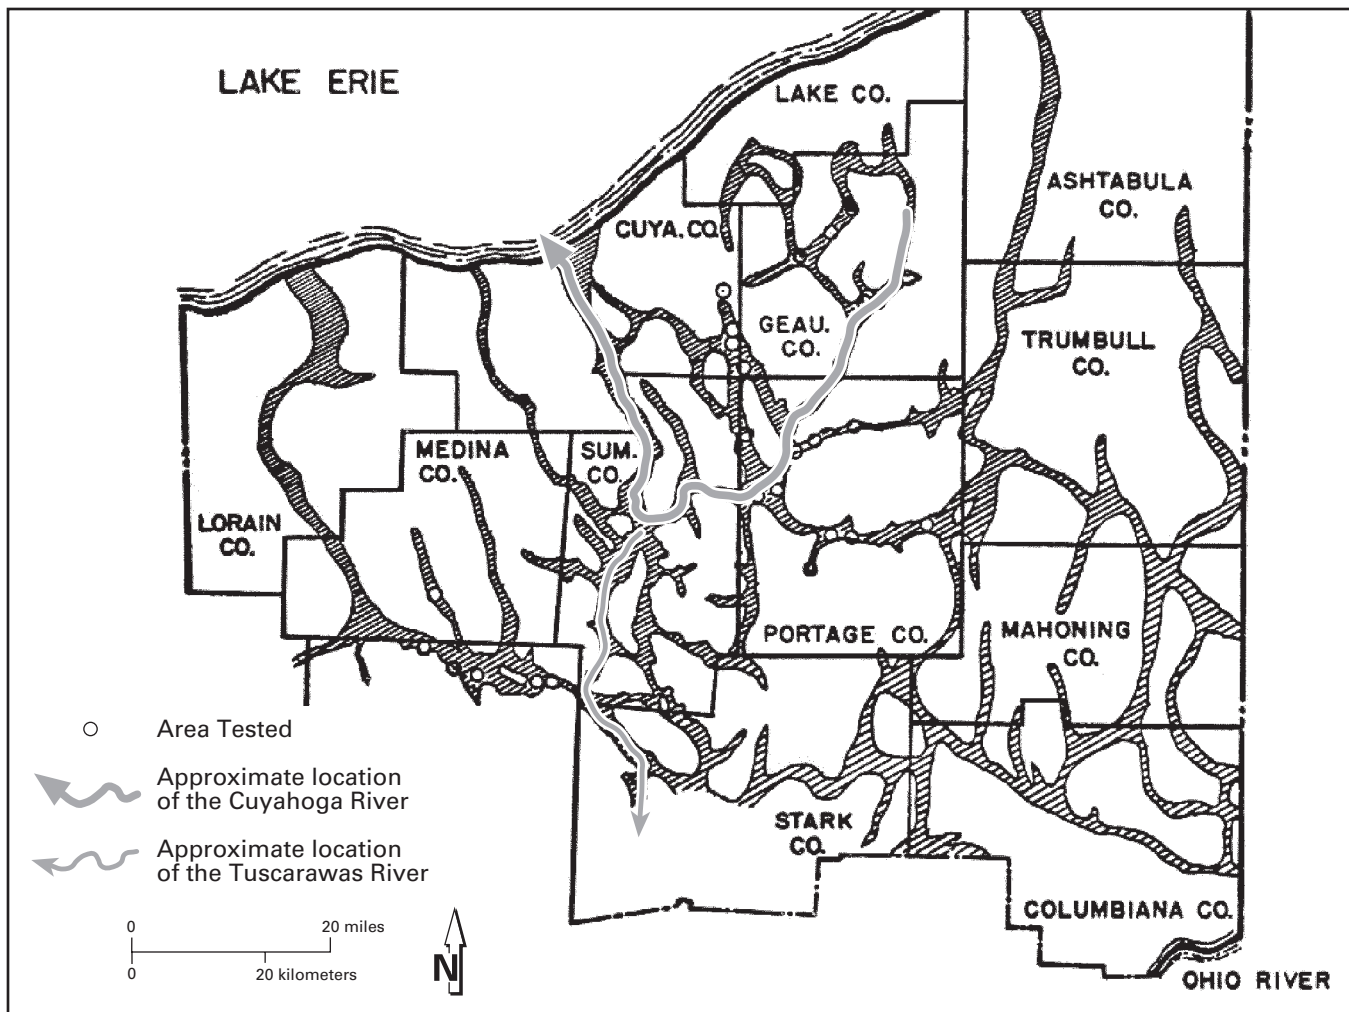 LAKE ERIE
LAKE CO.
ASHTABULA
CO.
CUYA. CO.
GEAU.
CO.
TRUMBULL
CO.
MEDINA
CO.
SUM.
CO.
LORAIN
CO.
PORTAGE CO.
MAHONING
CO.
STARK
CO.
COLUMBIANA CO.
OHIO RIVER
Area Tested
Approximate location
of the Cuyahoga River
Approximate location
of the Tuscarawas River
0 20 miles
0 20 kilometers
N